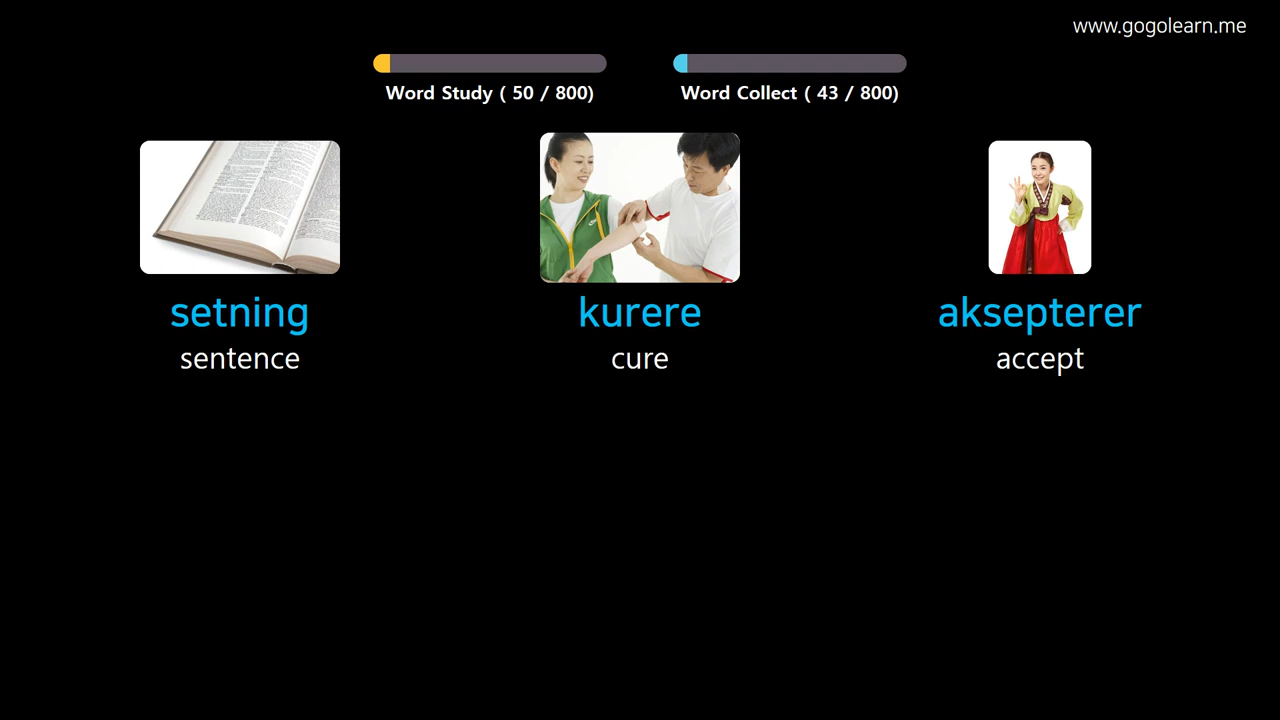 www.gogolearn.me
Word Study ( 50 / 800)
Word Collect ( 43 / 800)
setning
sentence
kurere
cure
aksepterer
accept